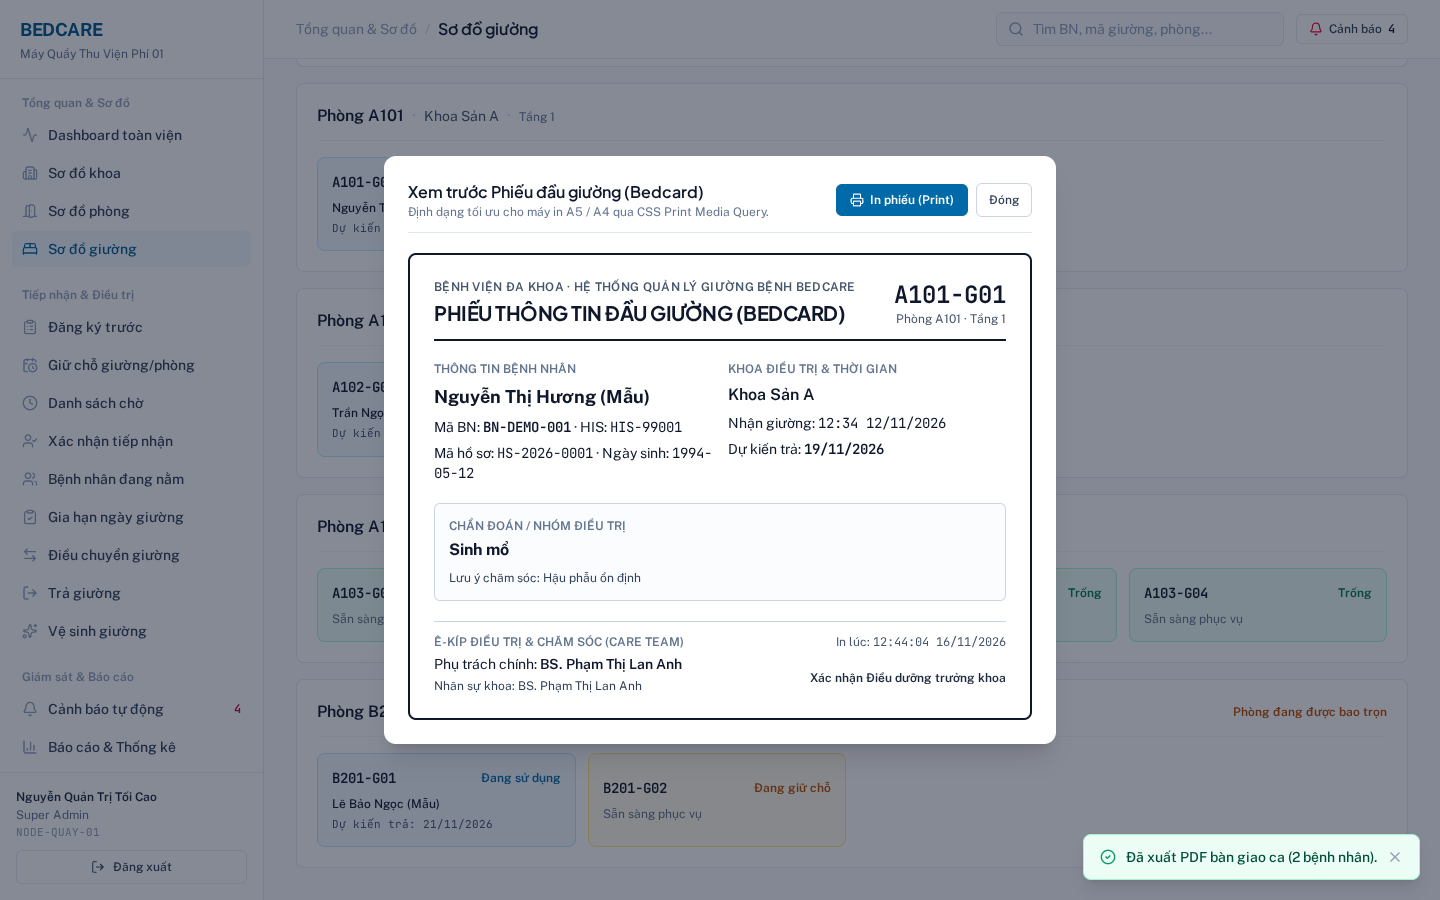 BEDCARE
Máy Quầy Thu Viện Phí 01
Tổng quan & Sơ đồ
Dashboard toàn viện
Sơ đồ khoa
Sơ đồ phòng
Sơ đồ giường
Tiếp nhận & Điều trị
Đăng ký trước
Giữ chỗ giường/phòng
Danh sách chờ
Xác nhận tiếp nhận
Bệnh nhân đang nằm
Gia hạn ngày giường
Điều chuyển giường
Trả giường
Vệ sinh giường
Giám sát & Báo cáo
Cảnh báo tự động 4
Báo cáo & Thống kê
Nguyễn Quản Trị Tối Cao
Super Admin
NODE-QUAY-01
Đăng xuất
Tổng quan & Sơ đồ / Sơ đồ giường
Tìm BN, mã giường, phòng...
Cảnh báo 4
Phòng A101 · Khoa Sản A · Tầng 1
A101-G
Nguyễn T
Dự kiến
Phòng A1
A102-G
Trần Ngọ
Dự kiến
Phòng A1
A103-G
Sẵn sàng
Trống
A103-G04 Trống
Sẵn sàng phục vụ
Phòng B2
Phòng đang được bao trọn
B201-G01 Đang sử dụng
Lê Bảo Ngọc (Mẫu)
Dự kiến trả: 21/11/2026
B201-G02 Đang giữ chỗ
Sẵn sàng phục vụ
Xem trước Phiếu đầu giường (Bedcard)
Định dạng tối ưu cho máy in A5 / A4 qua CSS Print Media Query.
In phiếu (Print)
Đóng
BỆNH VIỆN ĐA KHOA · HỆ THỐNG QUẢN LÝ GIƯỜNG BỆNH BEDCARE
PHIẾU THÔNG TIN ĐẦU GIƯỜNG (BEDCARD)
A101-G01
Phòng A101 · Tầng 1
THÔNG TIN BỆNH NHÂN
Nguyễn Thị Hương (Mẫu)
Mã BN: BN-DEMO-001 · HIS: HIS-99001
Mã hồ sơ: HS-2026-0001 · Ngày sinh: 1994-
05-12
KHOA ĐIỀU TRỊ & THỜI GIAN
Khoa Sản A
Nhận giường: 12:34 12/11/2026
Dự kiến trả: 19/11/2026
CHẨN ĐOÁN / NHÓM ĐIỀU TRỊ
Sinh mổ
Lưu ý chăm sóc: Hậu phẫu ổn định
Ê-KÍP ĐIỀU TRỊ & CHĂM SÓC (CARE TEAM)
Phụ trách chính: BS. Phạm Thị Lan Anh
Nhân sự khoa: BS. Phạm Thị Lan Anh
In lúc: 12:44:04 16/11/2026
Xác nhận Điều dưỡng trưởng khoa
Đã xuất PDF bàn giao ca (2 bệnh nhân).